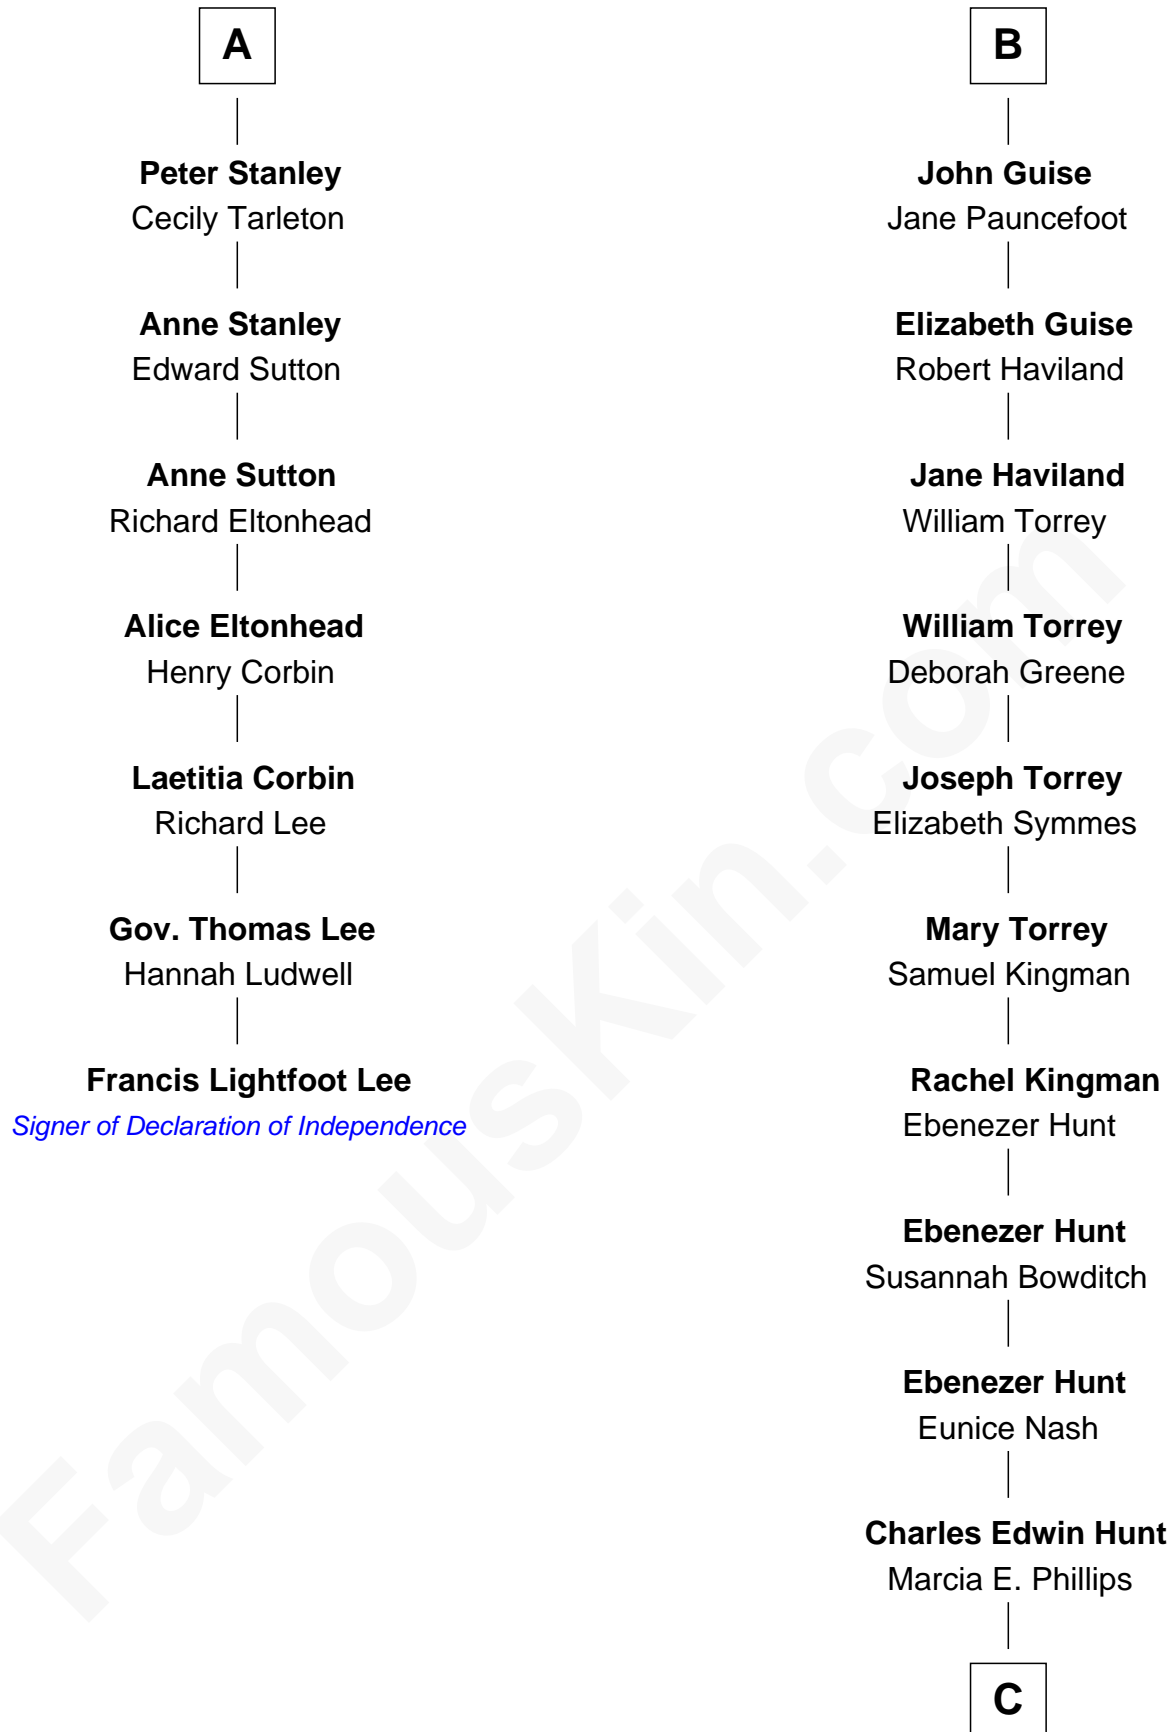 A
Peter Stanley
Cecily Tarleton
Anne Stanley
Edward Sutton
Anne Sutton
Richard Eltonhead
Alice Eltonhead
Henry Corbin
Laetitia Corbin
Richard Lee
Gov. Thomas Lee
Hannah Ludwell
Francis Lightfoot Lee
Signer of Declaration of Independence
B
John Guise
Jane Pauncefoot
Elizabeth Guise
Robert Haviland
Jane Haviland
William Torrey
William Torrey
Deborah Greene
Joseph Torrey
Elizabeth Symmes
Mary Torrey
Samuel Kingman
Rachel Kingman
Ebenezer Hunt
Ebenezer Hunt
Susannah Bowditch
Ebenezer Hunt
Eunice Nash
Charles Edwin Hunt
Marcia E. Phillips
C
FamousKin.com